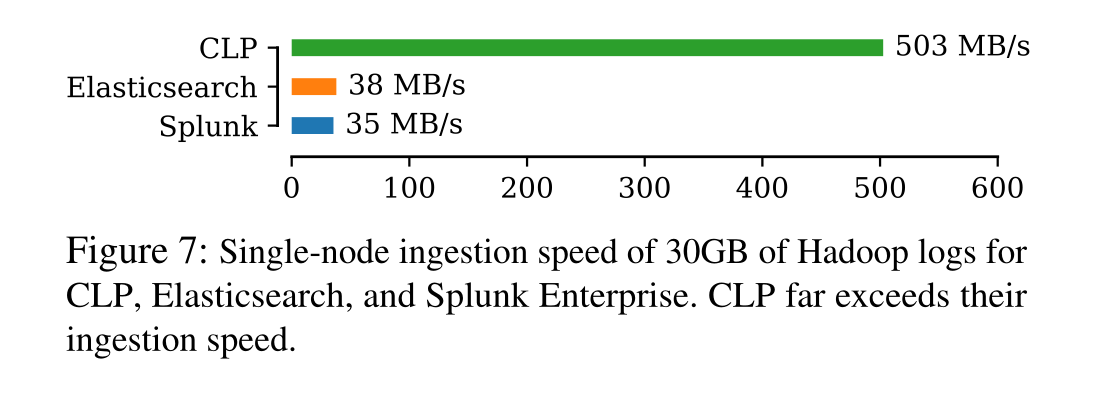 CLP 503 MB/s
Elasticsearch 38 MB/s
Splunk 35 MB/s
0 100 200 300 400 500 600
Figure 7: Single-node ingestion speed of 30GB of Hadoop logs for
CLP, Elasticsearch, and Splunk Enterprise. CLP far exceeds their
ingestion speed.